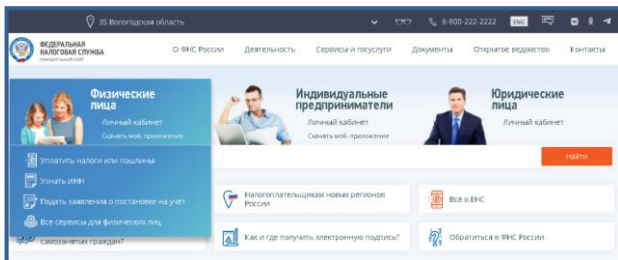 35 Вологодская область
8-800-222-2222
ENG
ФЕДЕРАЛЬНАЯ
НАЛОГОВАЯ СЛУЖБА
О ФНС России
Деятельность
Сервисы и госуслуги
Документы
Открытое ведомство
Контакты
Физические
лица
Личный кабинет
Скачать моб. приложение
Индивидуальные
предприниматели
Личный кабинет
Скачать моб. приложение
Юридические
лица
Личный кабинет
Уплатить налоги или пошлины
Узнать ИНН
Подать заявления о постановке на учет
Все сервисы для физических лиц
Найти
Налогоплательщикам новых регионов
России
Всё о ЕНС
самозанятых граждан?
Как и где получить электронную подпись?
Обратиться в ФНС России